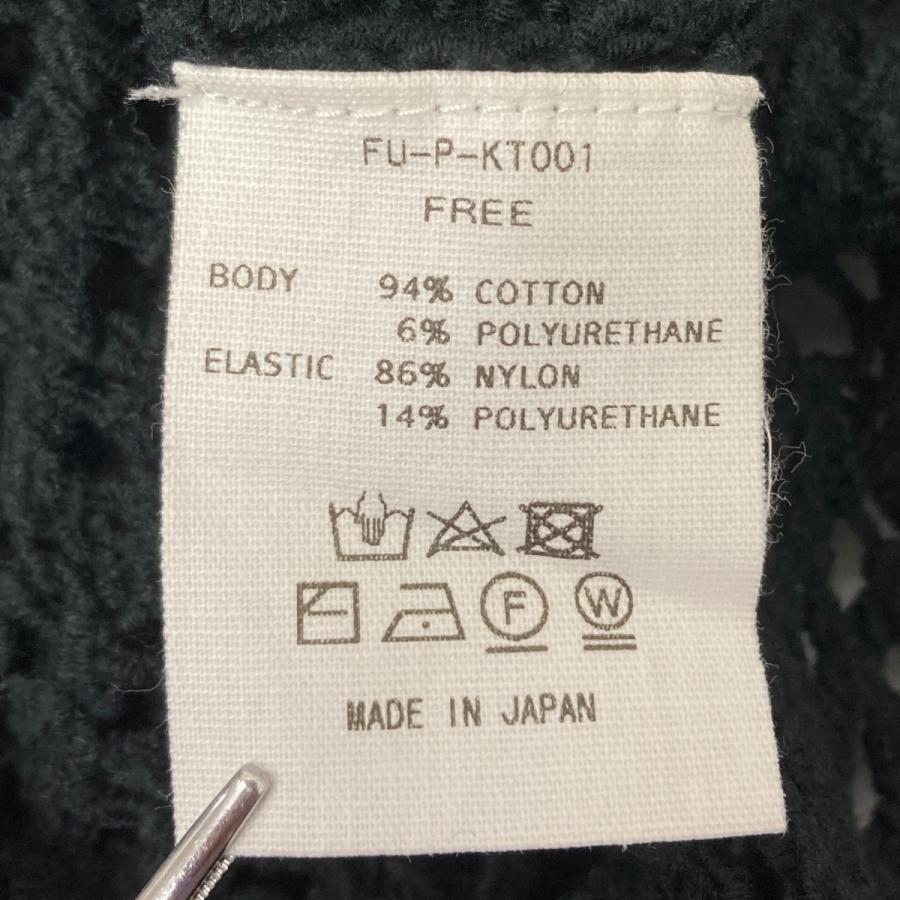 FU-P-KT001
FREE
BODY 94% COTTON
6% POLYURETHANE
ELASTIC 86% NYLON
14% POLYURETHANE
F W
MADE IN JAPAN